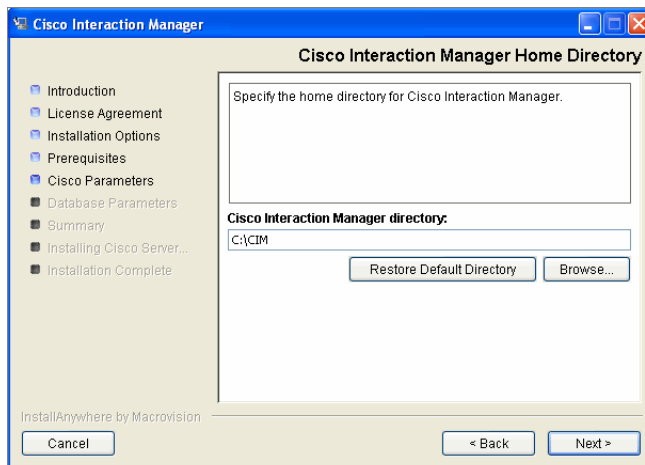 Cisco Interaction Manager
Cisco Interaction Manager Home Directory
Introduction
License Agreement
Installation Options
Prerequisites
Cisco Parameters
Database Parameters
Summary
Installing Cisco Server...
Installation Complete
Specify the home directory for Cisco Interaction Manager.
Cisco Interaction Manager directory:
C:\CIM
Restore Default Directory
Browse...
InstallAnywhere by Macrovision
Cancel
< Back
Next >